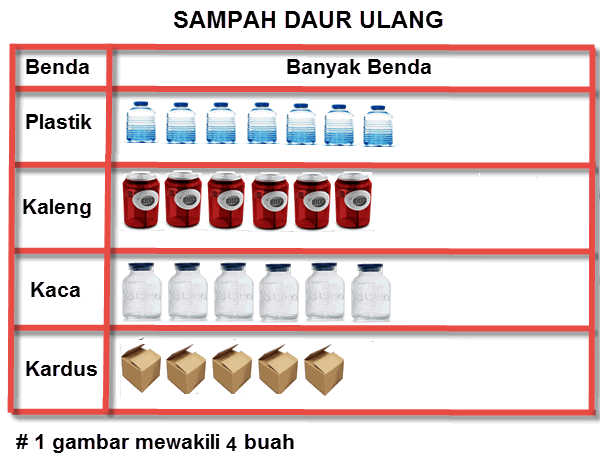 SAMPAH DAUR ULANG
Benda Banyak Benda
Plastik
Kaleng
Kaca
Kardus
# 1 gambar mewakili 4 buah